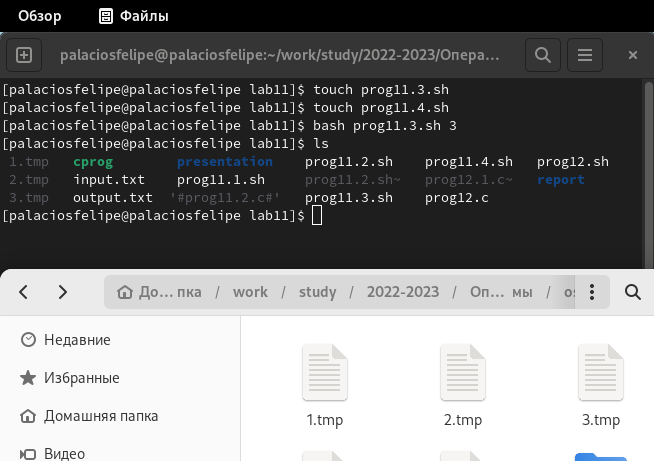 Обзор Файлы
palaciosfelipe@palaciosfelipe:~/work/study/2022-2023/Опера…
[palaciosfelipe@palaciosfelipe lab11]$ touch prog11.3.sh
[palaciosfelipe@palaciosfelipe lab11]$ touch prog11.4.sh
[palaciosfelipe@palaciosfelipe lab11]$ bash prog11.3.sh 3
[palaciosfelipe@palaciosfelipe lab11]$ ls
1.tmp cprog presentation prog11.2.sh prog11.4.sh prog12.sh
2.tmp input.txt prog11.1.sh prog11.2.sh~ prog12.1.c~ report
3.tmp output.txt '#prog11.2.c#' prog11.3.sh prog12.c
[palaciosfelipe@palaciosfelipe lab11]$
До… пка / work / study / 2022-2023 / Оп… мы / os
Недавние
Избранные
Домашняя папка
Видео
1.tmp 2.tmp 3.tmp